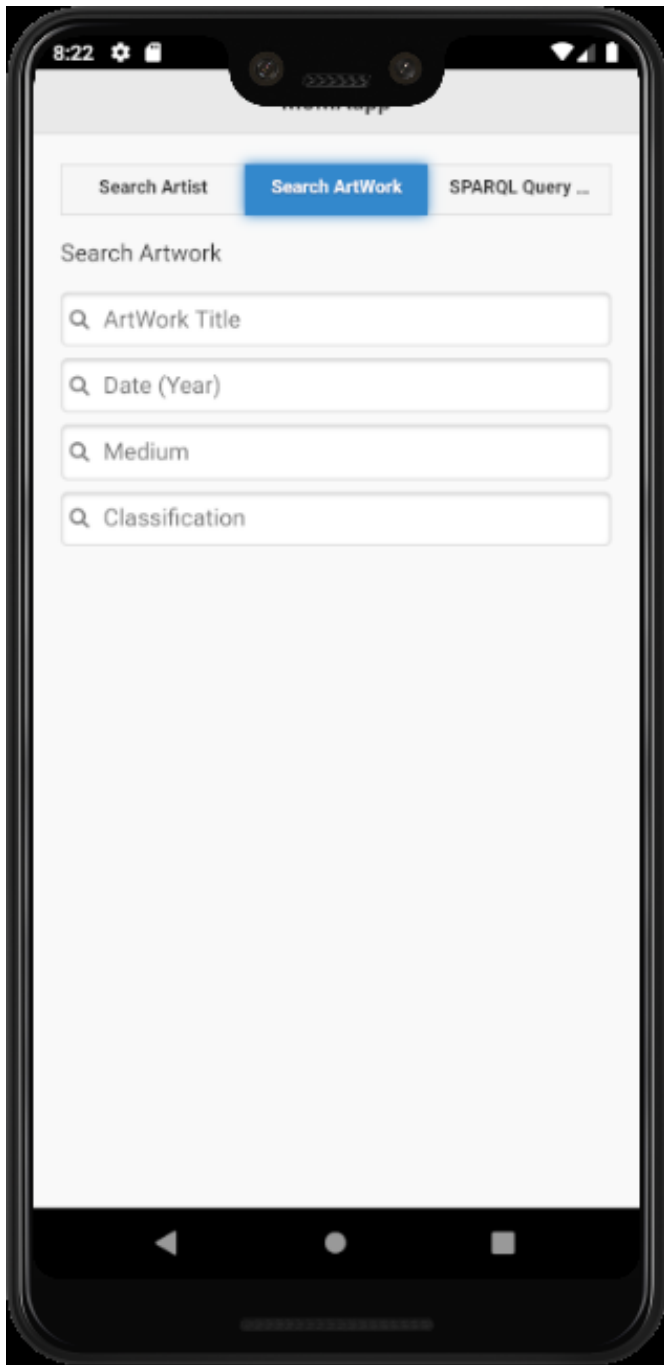 8:22
Search Artist
Search ArtWork
SPARQL Query ...
Search Artwork
ArtWork Title
Date (Year)
Medium
Classification